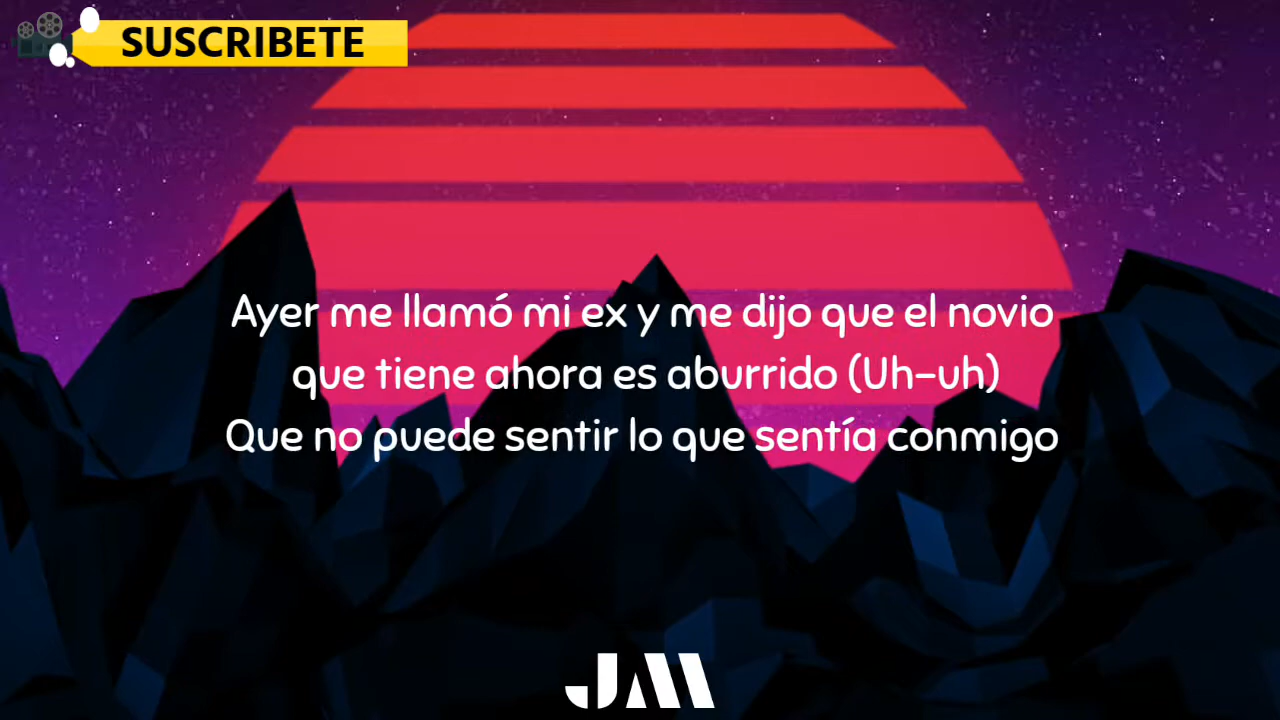 SUSCRIBETE
Ayer me llamó mi ex y me dijo que el novio
que tiene ahora es aburrido (Uh-uh)
Que no puede sentir lo que sentía conmigo
JM